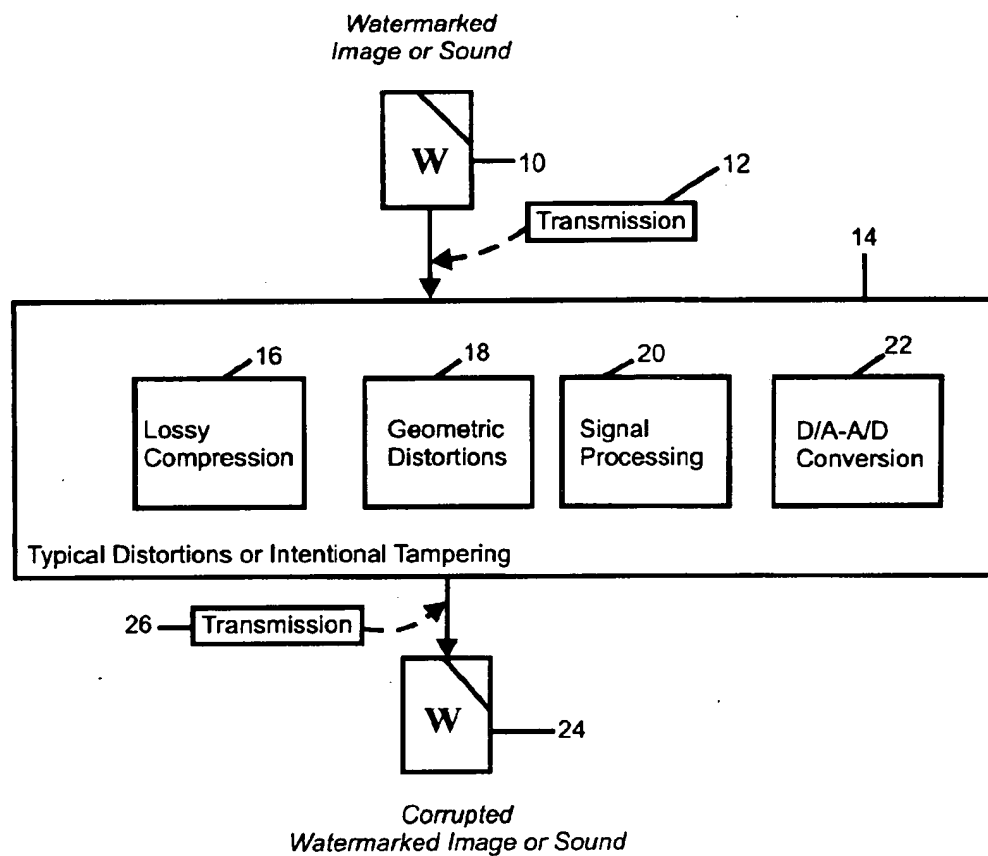 Watermarked
Image or Sound
W
10
12
Transmission
14
16
18
20
22
Lossy
Compression
Geometric
Distortions
Signal
Processing
D/A-A/D
Conversion
Typical Distortions or Intentional Tampering
26
Transmission
W
24
Corrupted
Watermarked Image or Sound